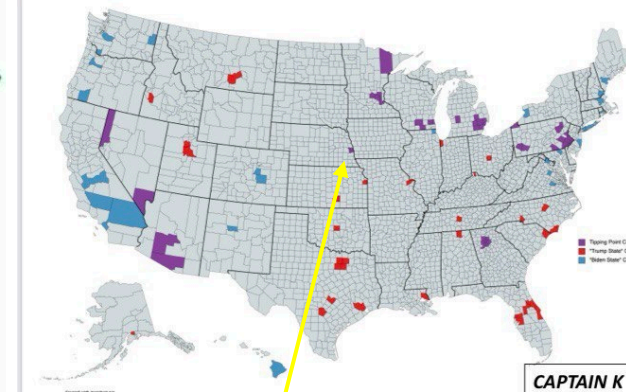 "Tipping Point C
"Trump State" C
"Biden State" C
CAPTAIN K